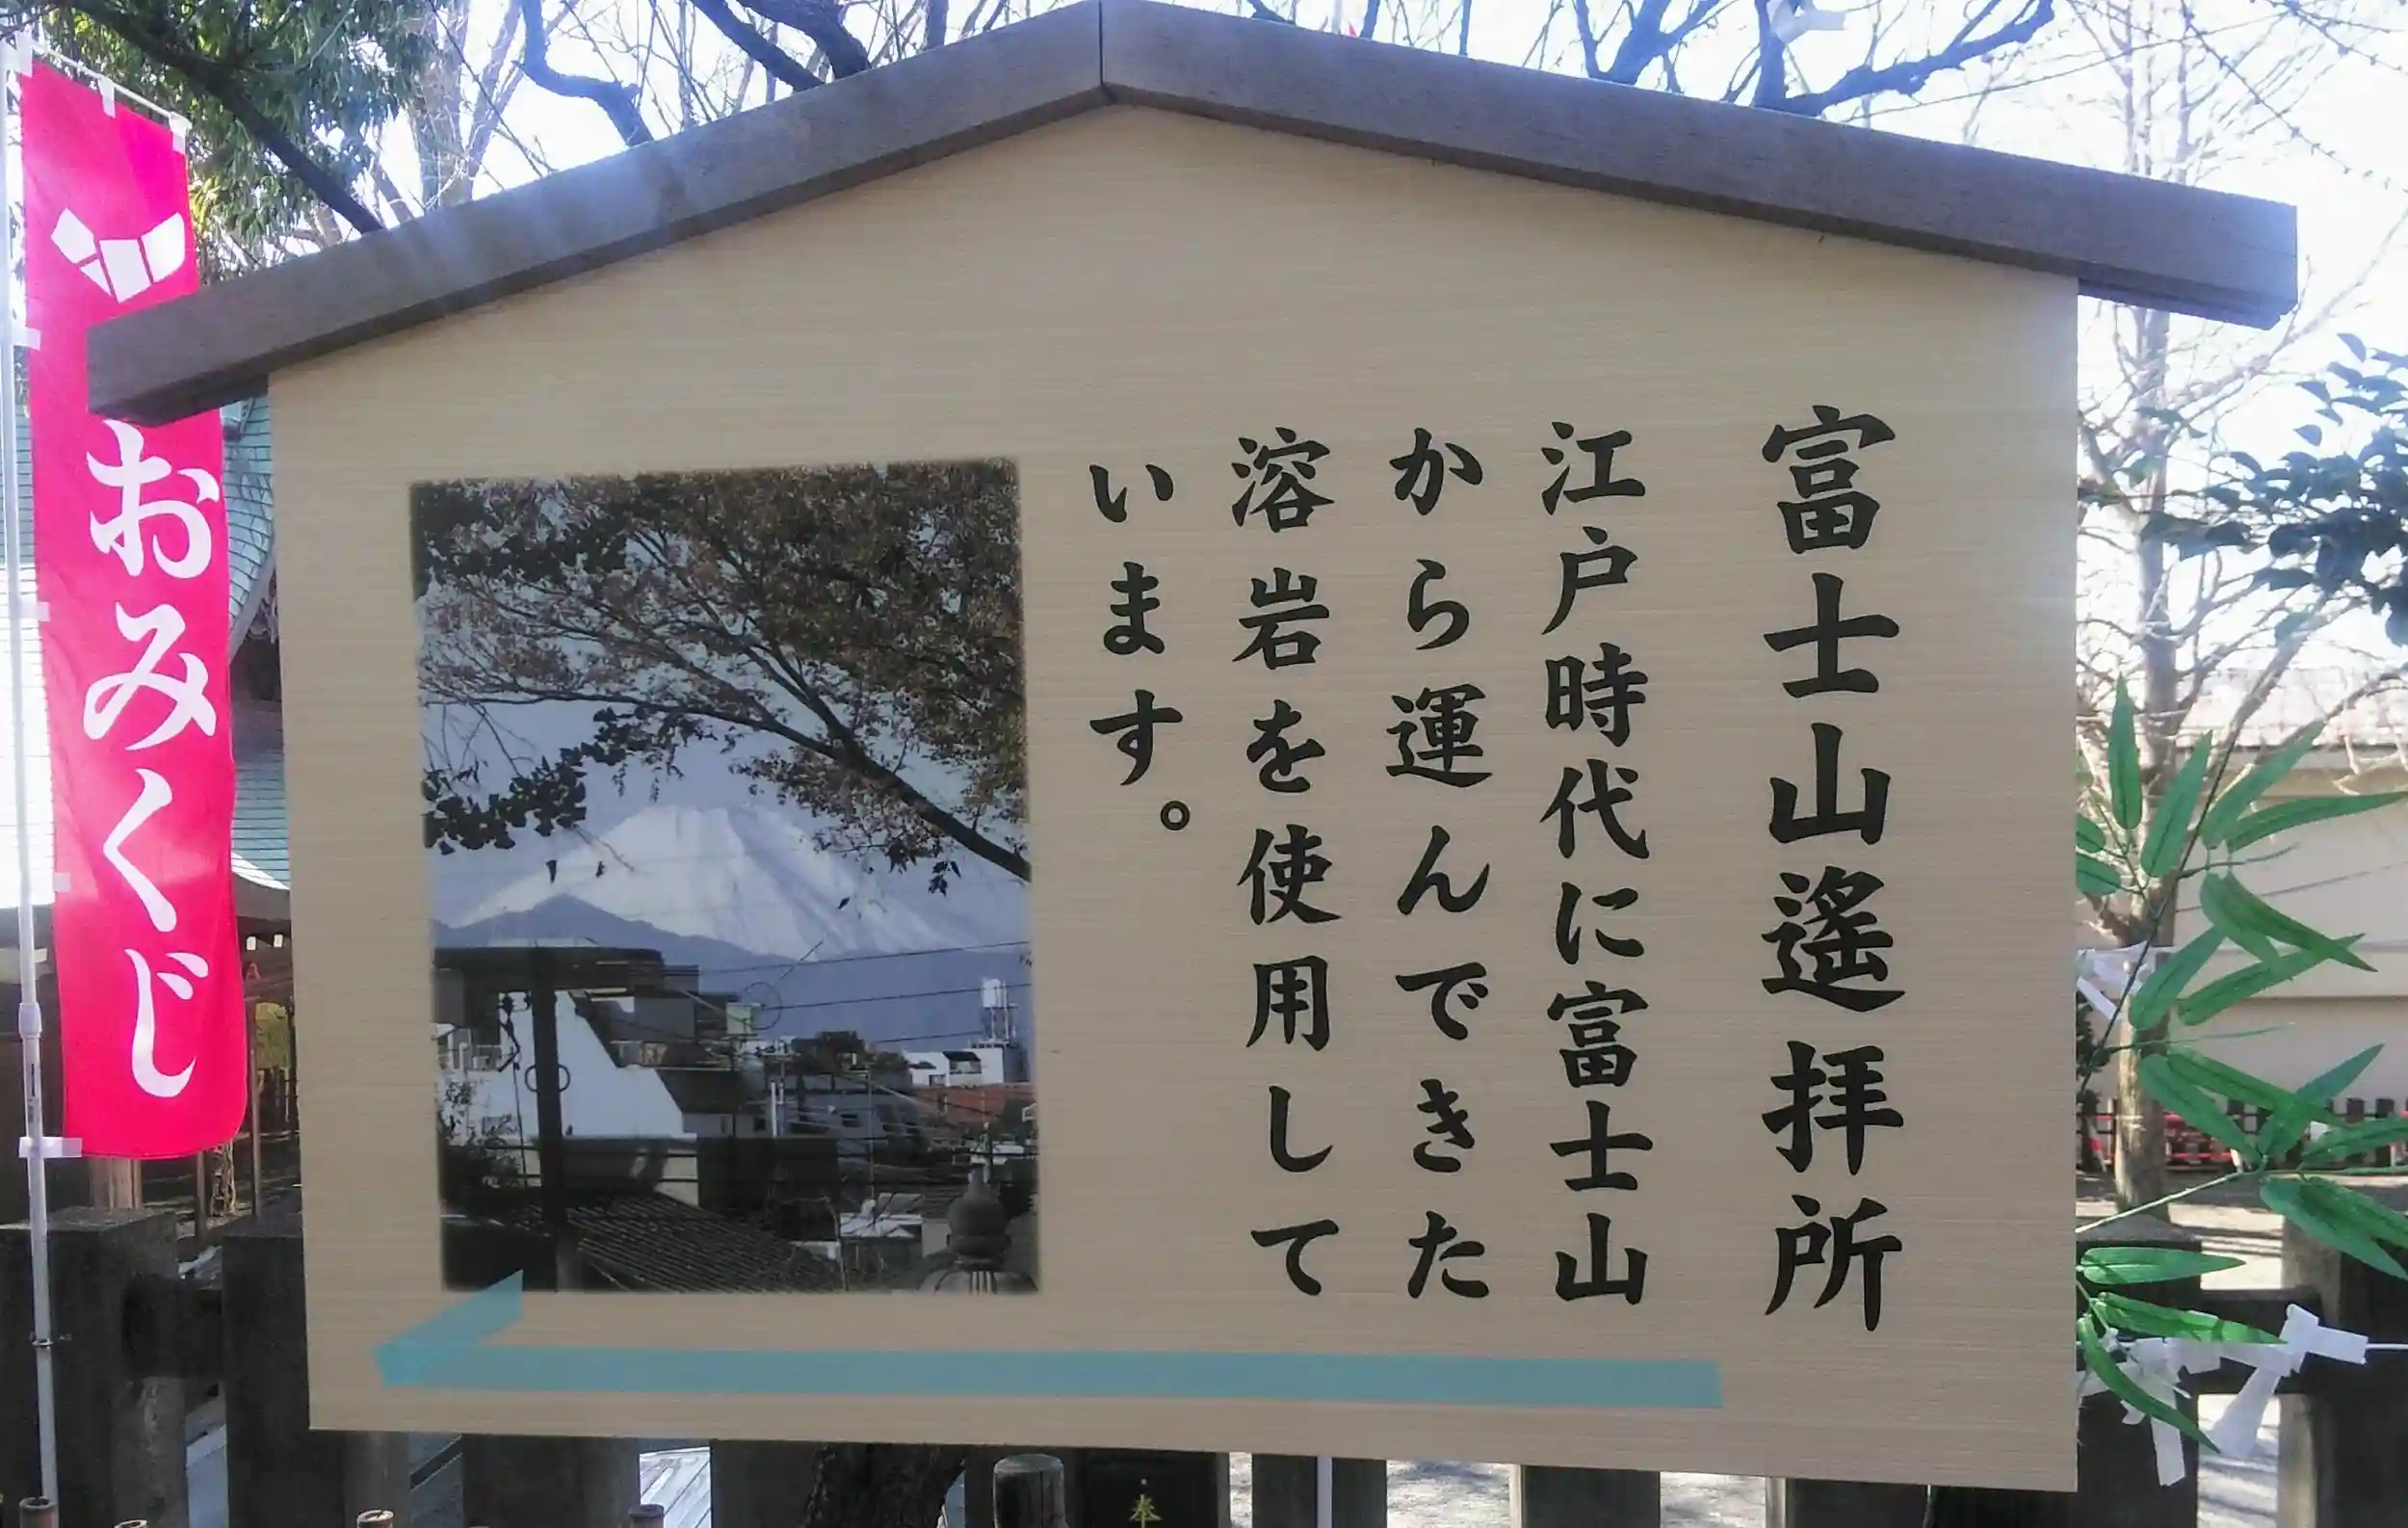 富士山遙拝所
江戸時代に富士山
から運んできた
溶岩を使用して
います。
おみくじ
奉